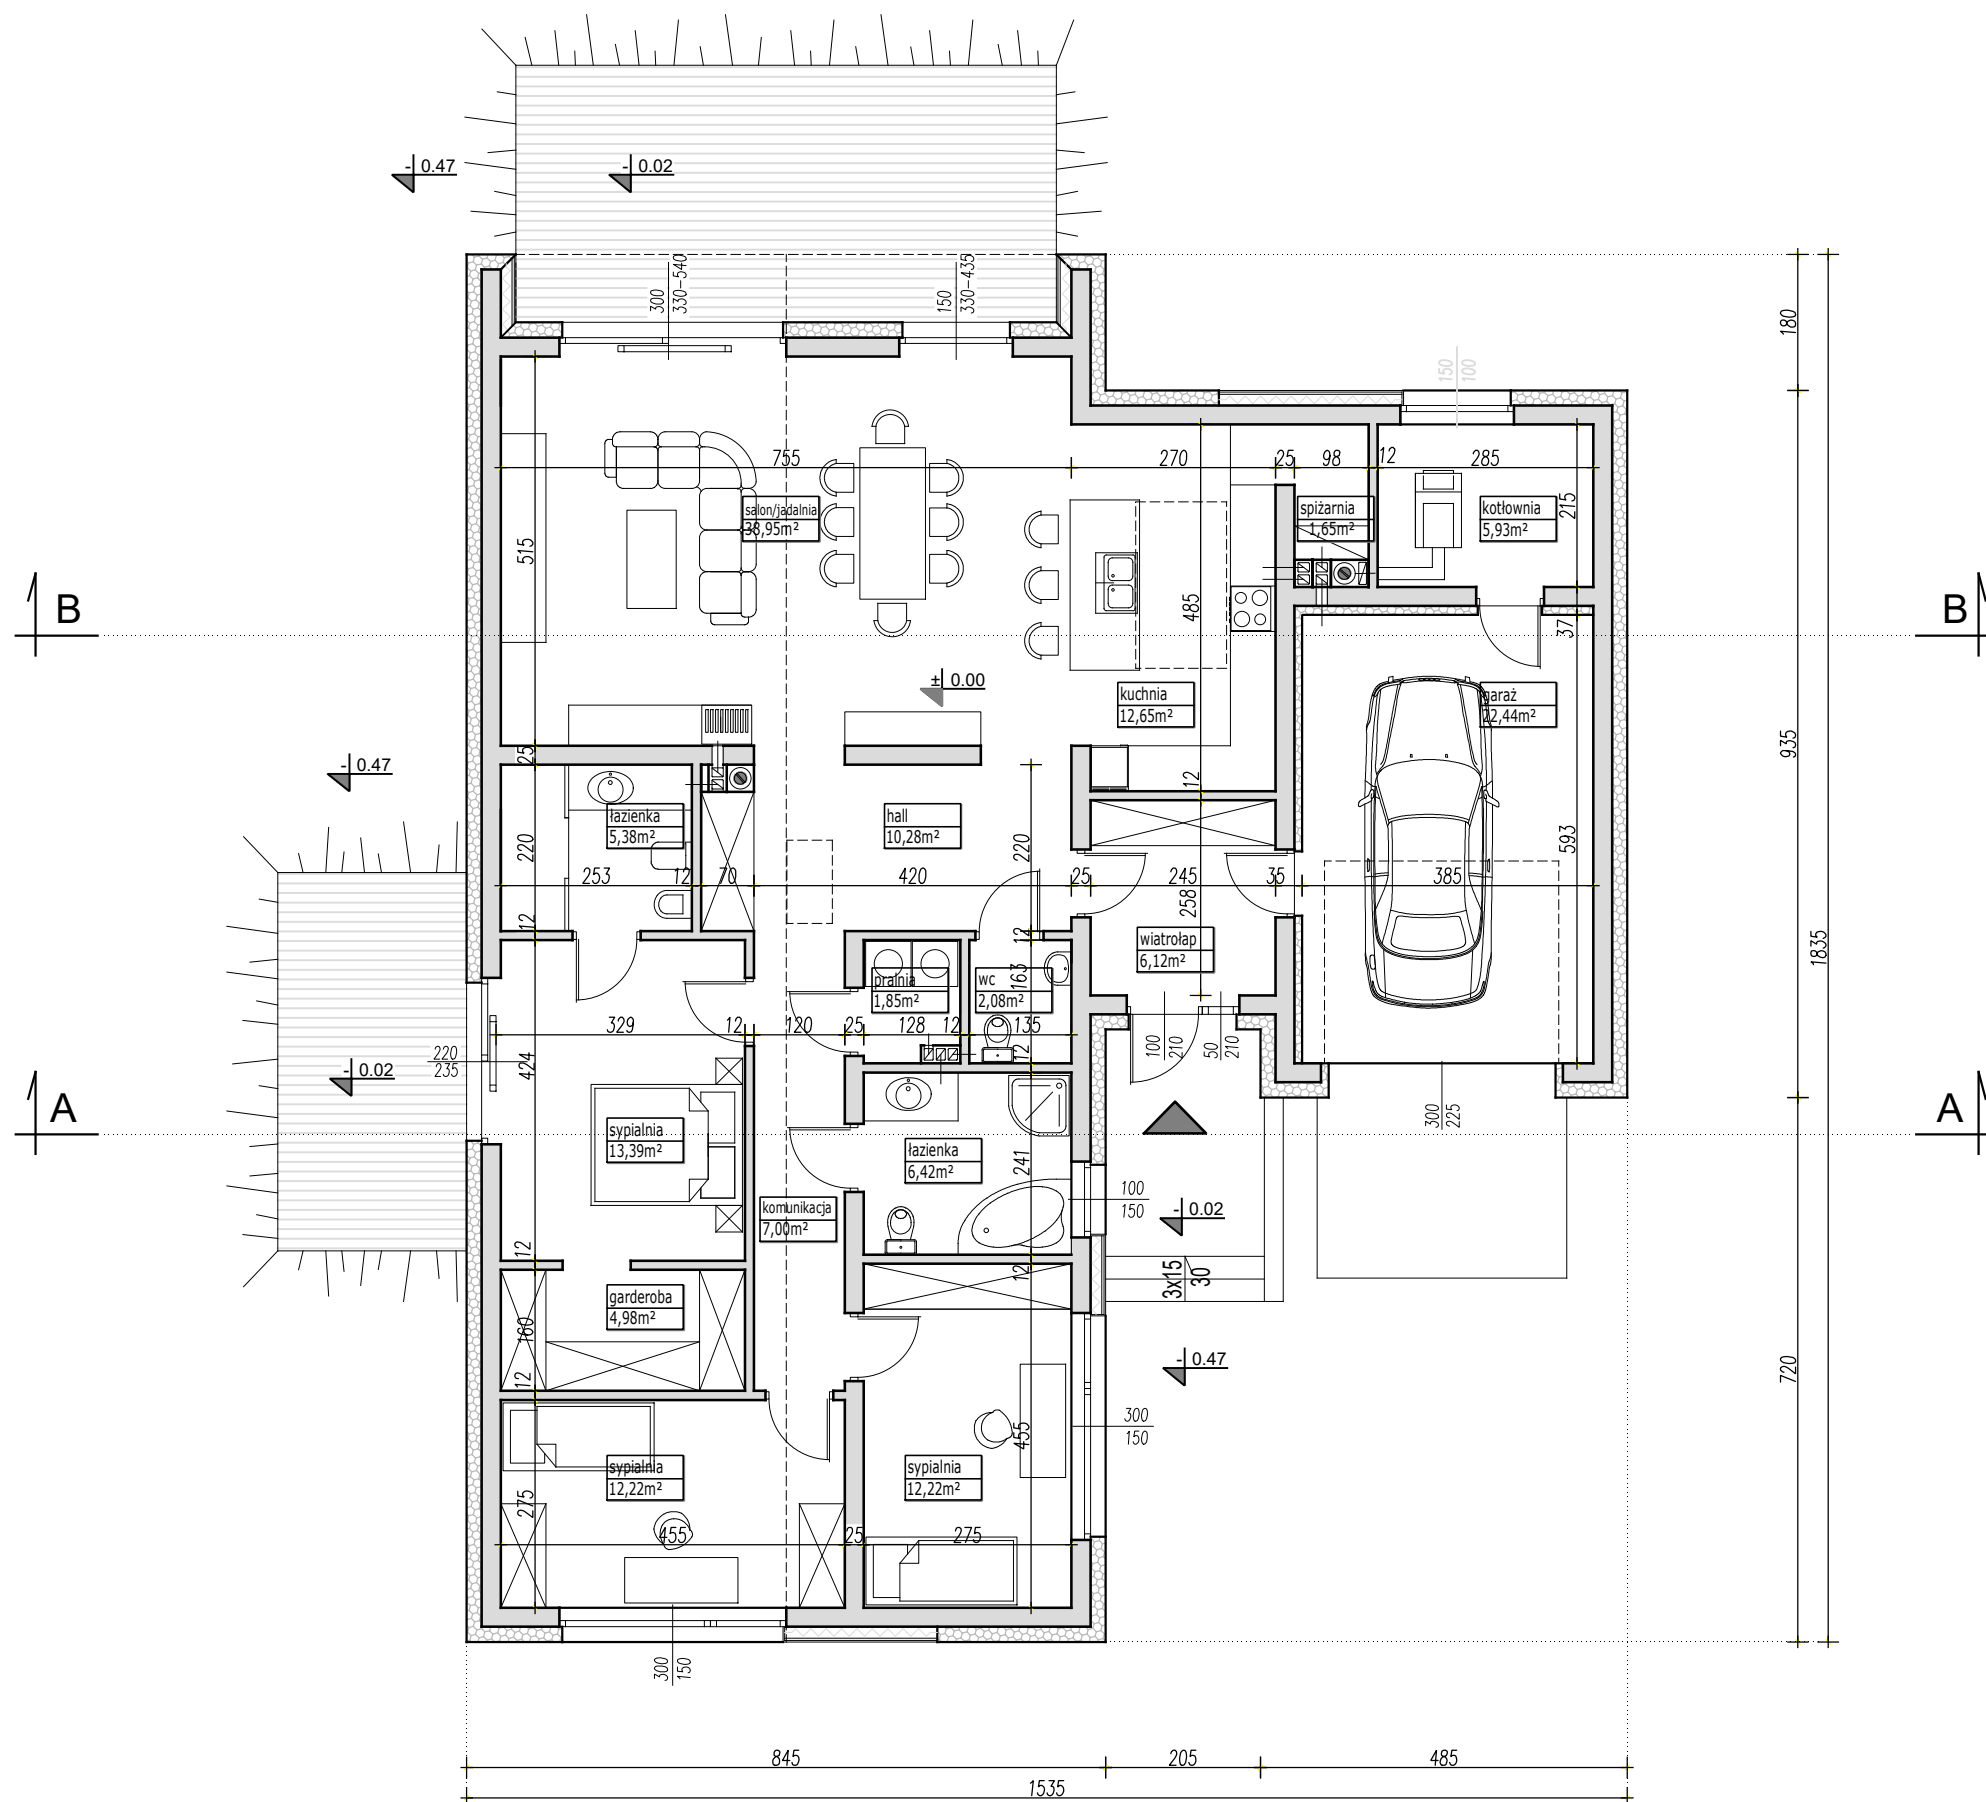 - 0.47
- 0.02
300
330-540
150
330-435
180
150
100
755
270
25
98
12
285
salon/jadalnia
38,95m²
spiżarnia
1,65m²
kotłownia
5,93m²
215
515
B
B
485
37
± 0.00
kuchnia
12,65m²
garaż
22,44m²
935
25
- 0.47
12
łazienka
5,38m²
hall
10,28m²
220
220
593
253
12
70
420
25
245
35
385
258
12
12
wiatrołap
6,12m²
1835
pralnia
1,85m²
wc
2,08m²
163
329
12
120
25
128
12
135
100
210
50
210
220
235
424
12
- 0.02
A
A
300
225
sypialnia
13,39m²
łazienka
6,42m²
241
100
150
komunikacja
7,00m²
- 0.02
12
12
3x15
30
garderoba
4,98m²
160
- 0.47
720
12
300
150
455
sypialnia
12,22m²
sypialnia
12,22m²
275
455
25
275
300
150
845
205
485
1535